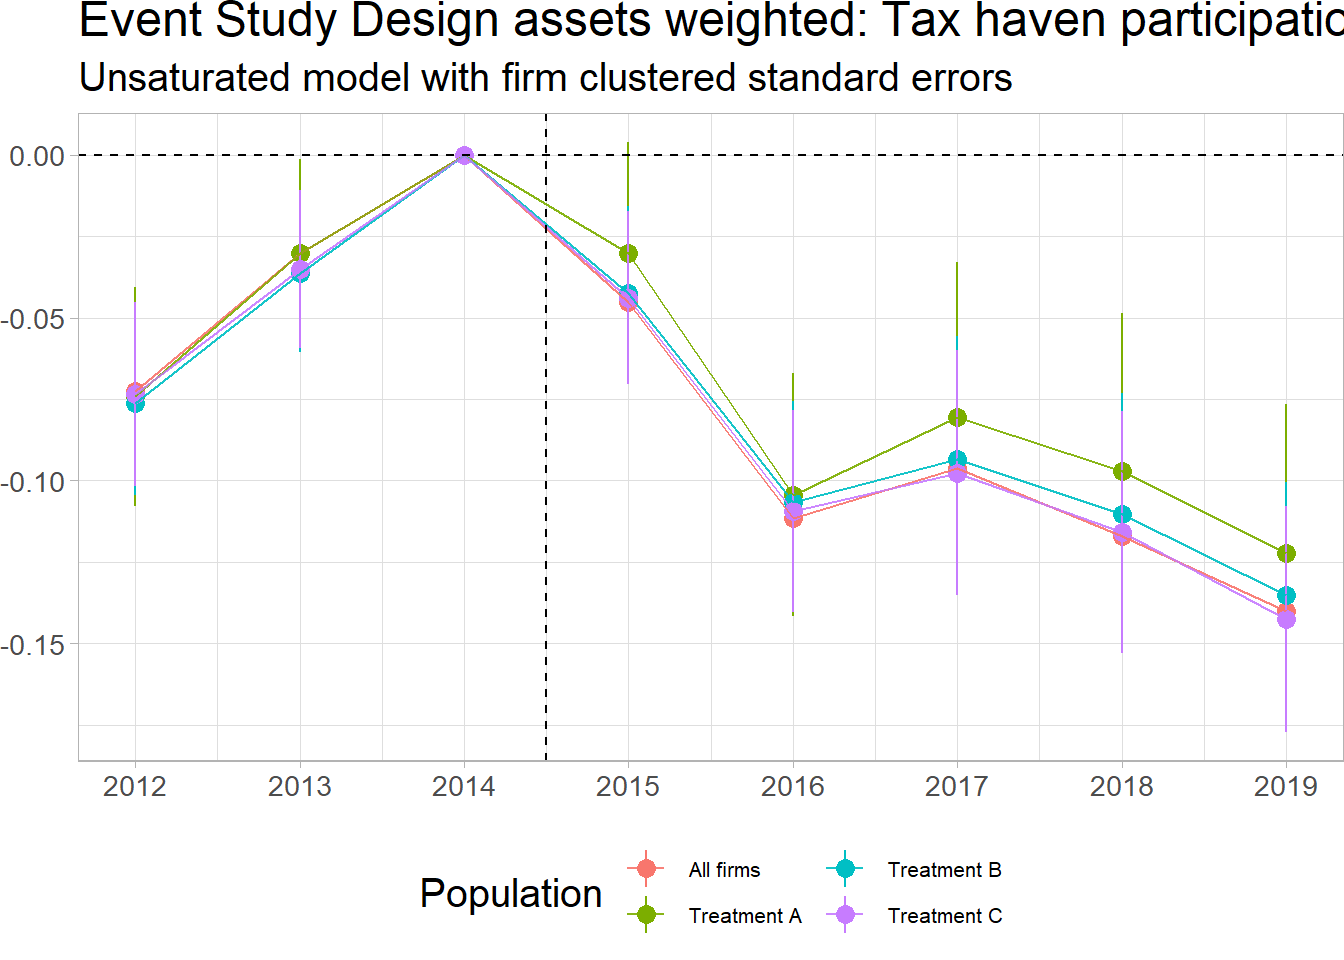 Event Study Design assets weighted: Tax haven participatio
Unsaturated model with firm clustered standard errors
0.00
-0.05
-0.10
-0.15
2012 2013 2014 2015 2016 2017 2018 2019
Population
All firms
Treatment A
Treatment B
Treatment C